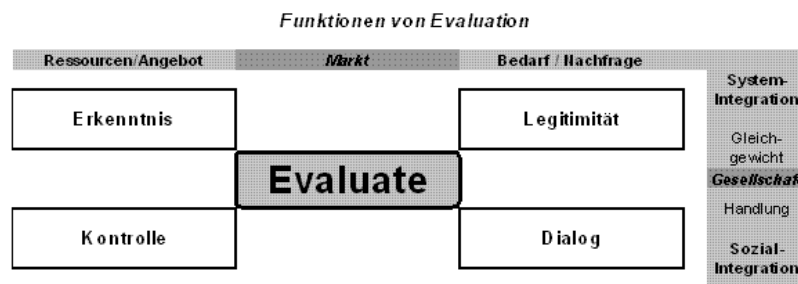 Funktionen von Evaluation
Ressourcen/Angebot Markt Bedarf / Nachfrage
System-
Integration
Erkenntnis Legitimität
Gleich-
gewicht
Evaluate
Gesellschaf
Handlung
Kontrolle Dialog
Sozial-
Integration